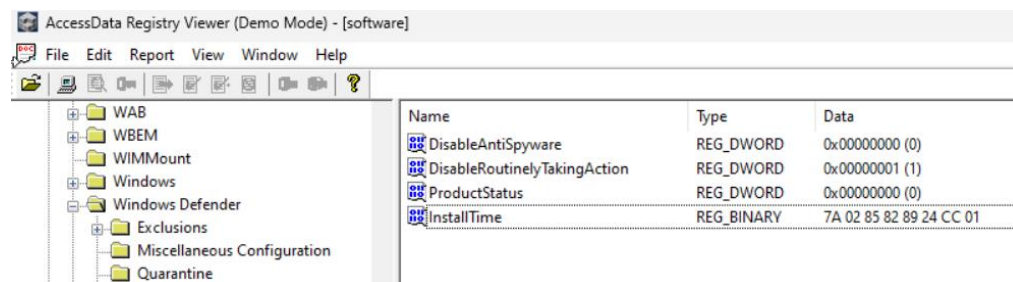 AccessData Registry Viewer (Demo Mode) - [software]
File Edit Report View Window Help
WAB
WBEM
WIMMount
Windows
Windows Defender
Exclusions
Miscellaneous Configuration
Quarantine
Name Type Data
DisableAntiSpyware REG_DWORD 0x00000000 (0)
DisableRoutinelyTakingAction REG_DWORD 0x00000001 (1)
ProductStatus REG_DWORD 0x00000000 (0)
InstallTime REG_BINARY 7A 02 85 82 89 24 CC 01